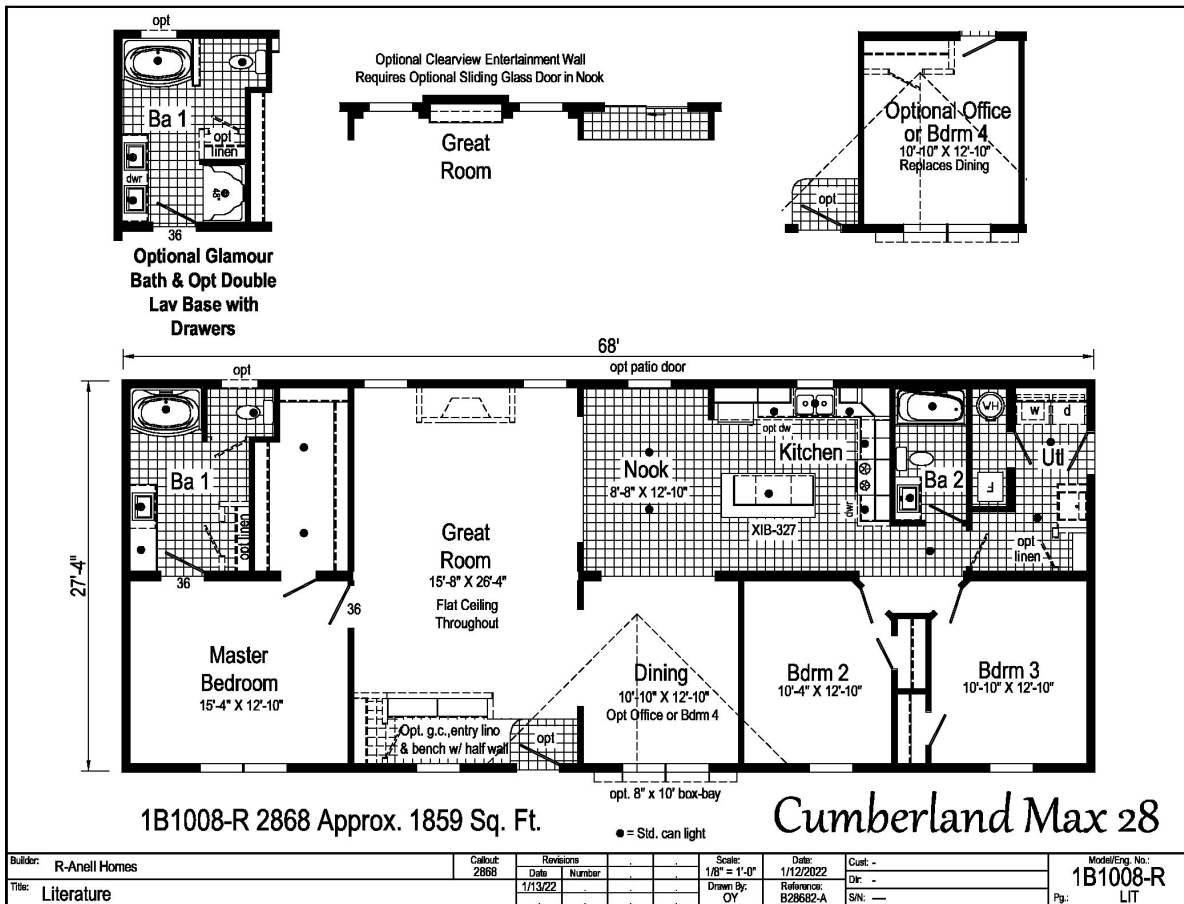 opt
Ba 1
opt
linen
dwr
48"
36
Optional Glamour
Bath & Opt Double
Lav Base with
Drawers
Optional Clearview Entertainment Wall
Requires Optional Sliding Glass Door in Nook
Great
Room
Optional Office
or Bdrm 4
10'-10" X 12'-10"
Replaces Dining
opt
68'
opt patio door
27'-4"
opt
Ba 1
opt linen
36
36
Great
Room
15'-8" X 26'-4"
Flat Ceiling
Throughout
Nook
8'-8" X 12'-10"
opt dw
Kitchen
dwr
XIB-327
Ba 2
WH
F
w
d
Utl
opt
linen
Master
Bedroom
15'-4" X 12'-10"
Opt. g.c.,entry lino
& bench w/ half wall
opt
Dining
10'-10" X 12'-10"
Opt Office or Bdrm 4
Bdrm 2
10'-4" X 12'-10"
Bdrm 3
10'-10" X 12'-10"
opt. 8" x 10' box-bay
1B1008-R 2868 Approx. 1859 Sq. Ft.
● = Std. can light
Cumberland Max 28
Builder: R-Anell Homes
Title: Literature
Callout:
2868
Revisions
Date Number
1/13/22
Scale:
1/8" = 1'-0"
Drawn By:
OY
Date:
1/12/2022
Reference:
B28682-A
Cust: -
Dlr: -
S/N: —
Model/Eng. No.:
1B1008-R
Pg.: LIT